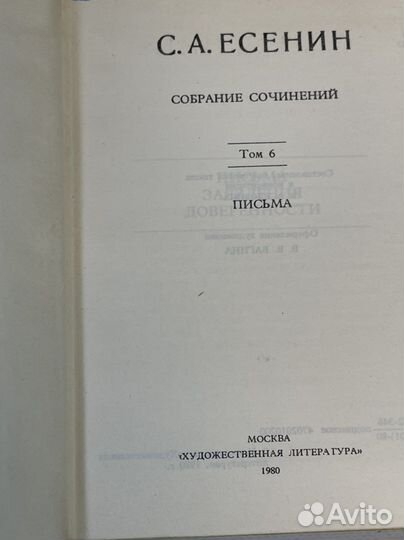 С. А. ЕСЕНИН
СОБРАНИЕ СОЧИНЕНИЙ
Том 6
ПИСЬМА
МОСКВА
«ХУДОЖЕСТВЕННАЯ ЛИТЕРАТУРА»
1980
Avito